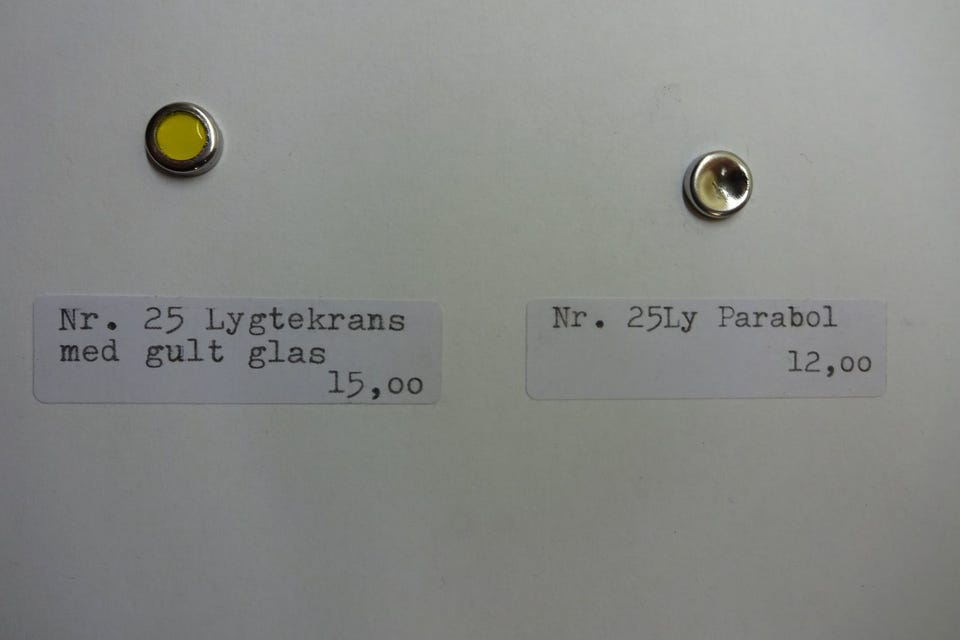 Nr. 25 Lygtekrans
med gult glas
15,oo
Nr. 25Ly Parabol
12,oo